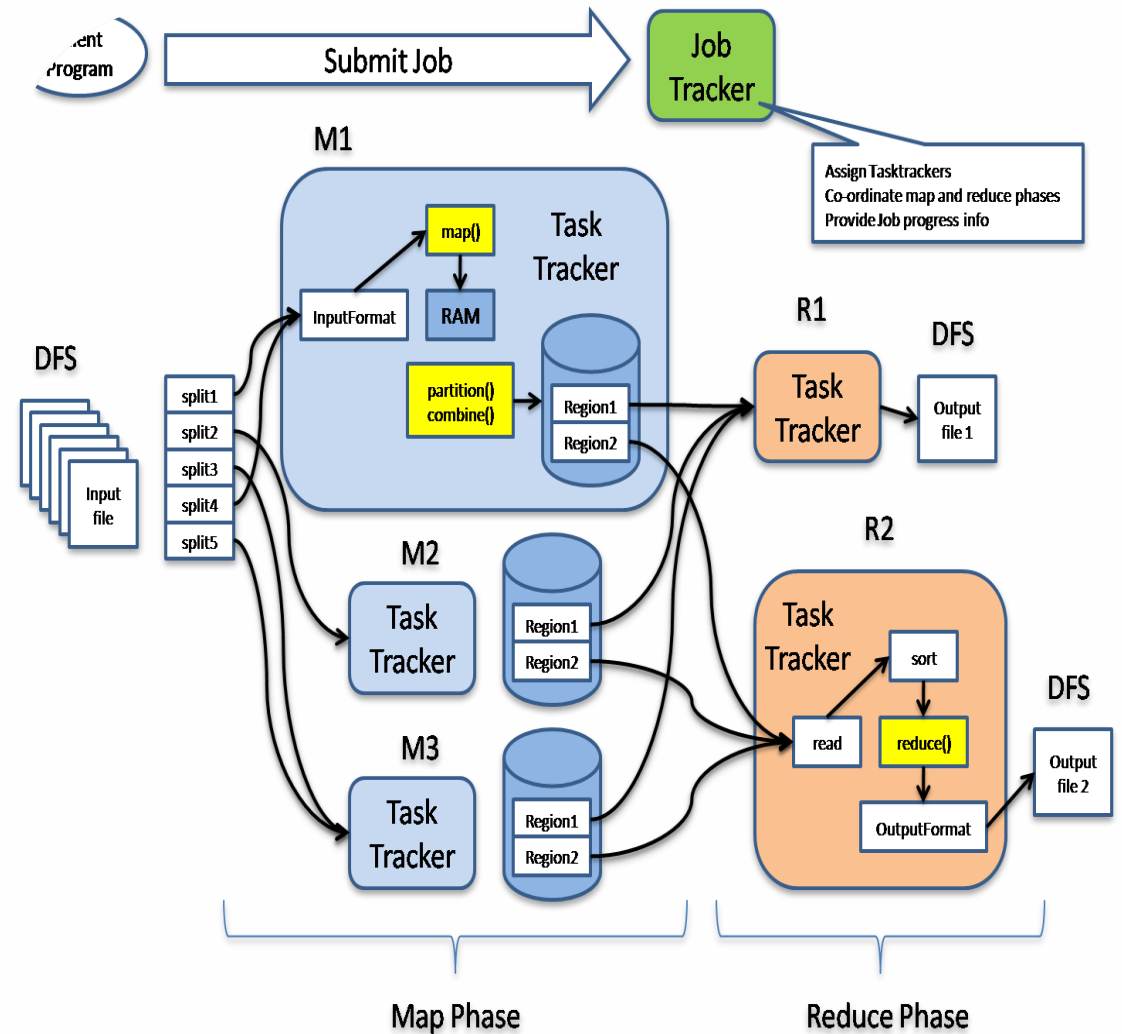 Program
Submit Job
Job
Tracker
Assign Tasktrackers
Co-ordinate map and reduce phases
Provide Job progress info
M1
Task
Tracker
map()
InputFormat
RAM
partition()
combine()
Region1
Region2
DFS
Input
file
split1
split2
split3
split4
split5
M2
Task
Tracker
Region1
Region2
M3
Task
Tracker
Region1
Region2
R1
Task
Tracker
DFS
Output
file 1
R2
Task
Tracker
sort
read
reduce()
OutputFormat
DFS
Output
file 2
Map Phase
Reduce Phase